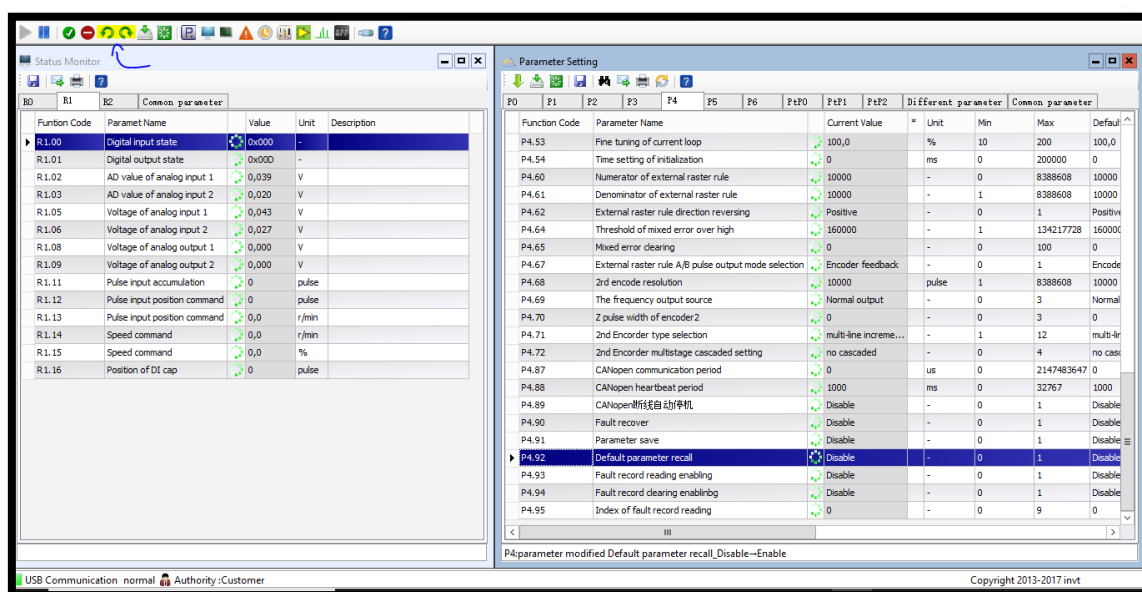 Status Monitor
R0 R1 R2 Common parameter
Funtion Code Paramet Name Value Unit Description
R1.00 Digital input state 0x000 -
R1.01 Digital output state 0x00D -
R1.02 AD value of analog input 1 0,039 V
R1.03 AD value of analog input 2 0,020 V
R1.05 Voltage of analog input 1 0,043 V
R1.06 Voltage of analog input 2 0,027 V
R1.08 Voltage of analog output 1 0,000 V
R1.09 Voltage of analog output 2 0,000 V
R1.11 Pulse input accumulation 0 pulse
R1.12 Pulse input position command 0 pulse
R1.13 Pulse input position command 0,0 r/min
R1.14 Speed command 0,0 r/min
R1.15 Speed command 0,0 %
R1.16 Position of DI cap 0 pulse
Parameter Setting
P0 P1 P2 P3 P4 P5 P6 PtP0 PtP1 PtP2 Different parameter Common parameter
Function Code Parameter Name Current Value * Unit Min Max Defaul
P4.53 Fine tuning of current loop 100,0 % 10 200 100,0
P4.54 Time setting of initialization 0 ms 0 200000 0
P4.60 Numerator of external raster rule 10000 - 0 8388608 10000
P4.61 Denominator of external raster rule 10000 - 1 8388608 10000
P4.62 External raster rule direction reversing Positive - 0 1 Positive
P4.64 Threshold of mixed error over high 160000 - 1 134217728 160000
P4.65 Mixed error clearing 0 - 0 100 0
P4.67 External raster rule A/B pulse output mode selection Encoder feedback - 0 1 Encode
P4.68 2rd encode resolution 10000 pulse 1 8388608 10000
P4.69 The frequency output source Normal output - 0 3 Normal
P4.70 Z pulse width of encoder2 0 - 0 3 0
P4.71 2nd Encorder type selection multi-line increme... - 1 12 multi-lir
P4.72 2nd Encorder multistage cascaded setting no cascaded - 0 4 no casc
P4.87 CANopen communication period 0 us 0 2147483647 0
P4.88 CANopen heartbeat period 1000 ms 0 32767 1000
P4.89 CANopen断线自动停机 Disable - 0 1 Disable
P4.90 Fault recover Disable - 0 1 Disable
P4.91 Parameter save Disable - 0 1 Disable
P4.92 Default parameter recall Disable - 0 1 Disable
P4.93 Fault record reading enabling Disable - 0 1 Disable
P4.94 Fault record clearing enablinbg Disable - 0 1 Disable
P4.95 Index of fault record reading 0 - 0 9 0
P4:parameter modified Default parameter recall_Disable→Enable
USB Communication normal Authority :Customer Copyright 2013-2017 invt